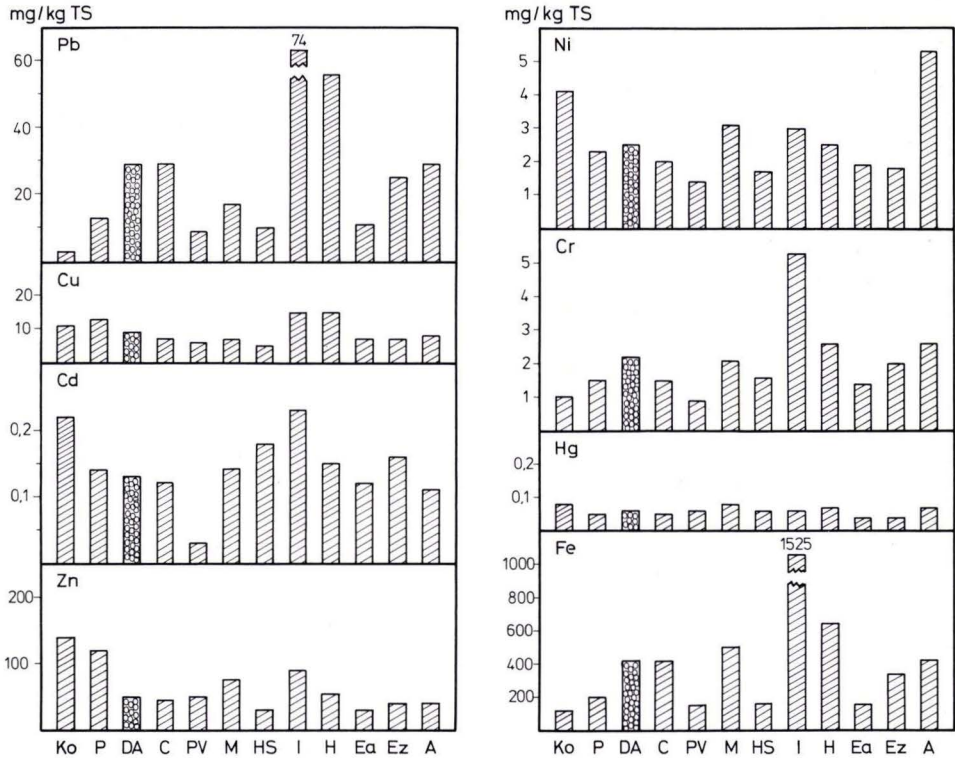 mg/kg TS
Pb
74
60
40
20
Cu
20
10
Cd
0,2
0,1
Zn
200
100
Ko P DA C PV M HS I H Ea Ez A
mg/kg TS
Ni
5
4
3
2
1
Cr
5
4
3
2
1
Hg
0,2
0,1
Fe
1525
1000
800
600
400
200
Ko P DA C PV M HS I H Ea Ez A